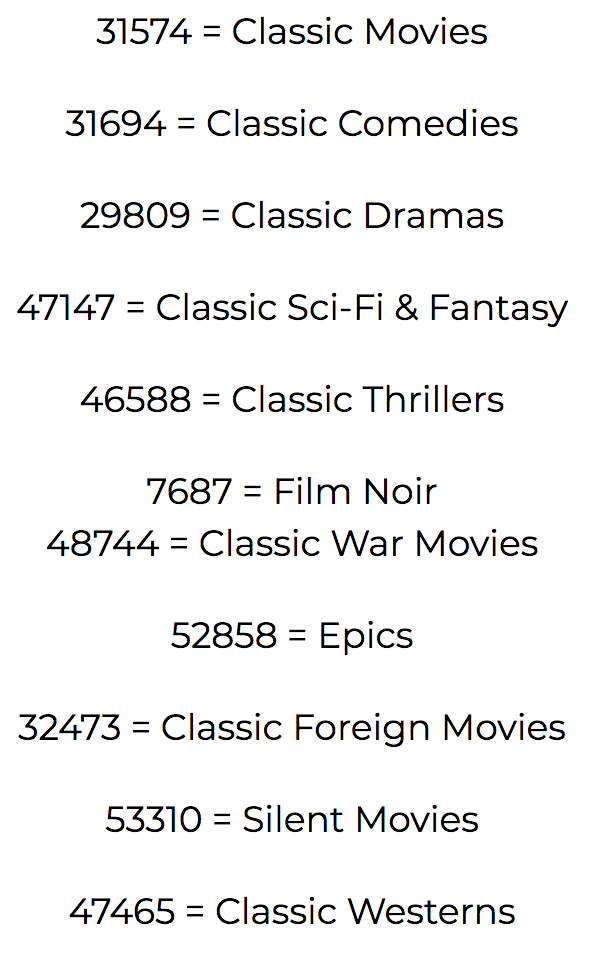 31574 = Classic Movies
31694 = Classic Comedies
29809 = Classic Dramas
47147 = Classic Sci-Fi & Fantasy
46588 = Classic Thrillers
7687 = Film Noir
48744 = Classic War Movies
52858 = Epics
32473 = Classic Foreign Movies
53310 = Silent Movies
47465 = Classic Westerns